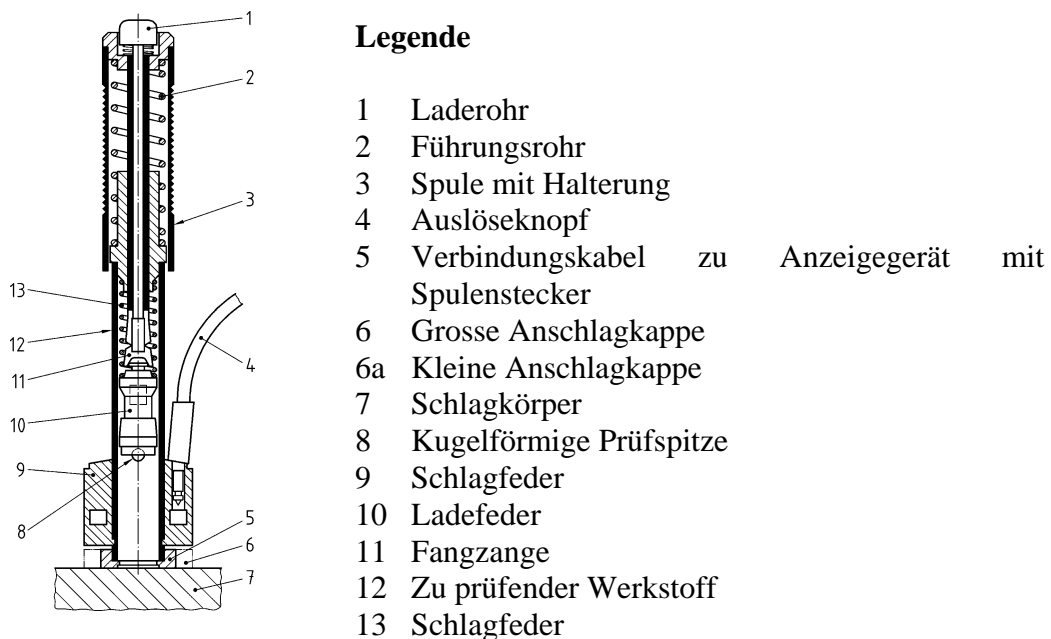 1
2
3
13
12
11
4
10
9
8
5
6
7
Legende
1 Laderohr
2 Führungsrohr
3 Spule mit Halterung
4 Auslöseknopf
5 Verbindungskabel zu Anzeigegerät mit
Spulenstecker
6 Grosse Anschlagkappe
6a Kleine Anschlagkappe
7 Schlagkörper
8 Kugelförmige Prüfspitze
9 Schlagfeder
10 Ladefeder
11 Fangzange
12 Zu prüfender Werkstoff
13 Schlagfeder